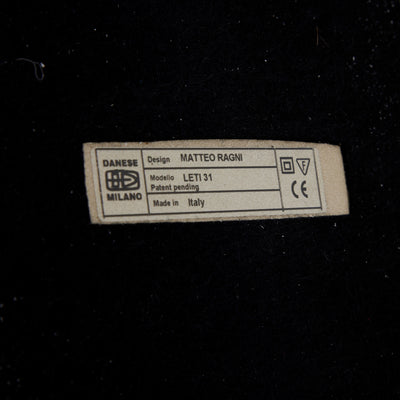 DANESE
MILANO
Design MATTEO RAGNI
Modello LETI 31
Patent pending
Made in Italy
F
CE